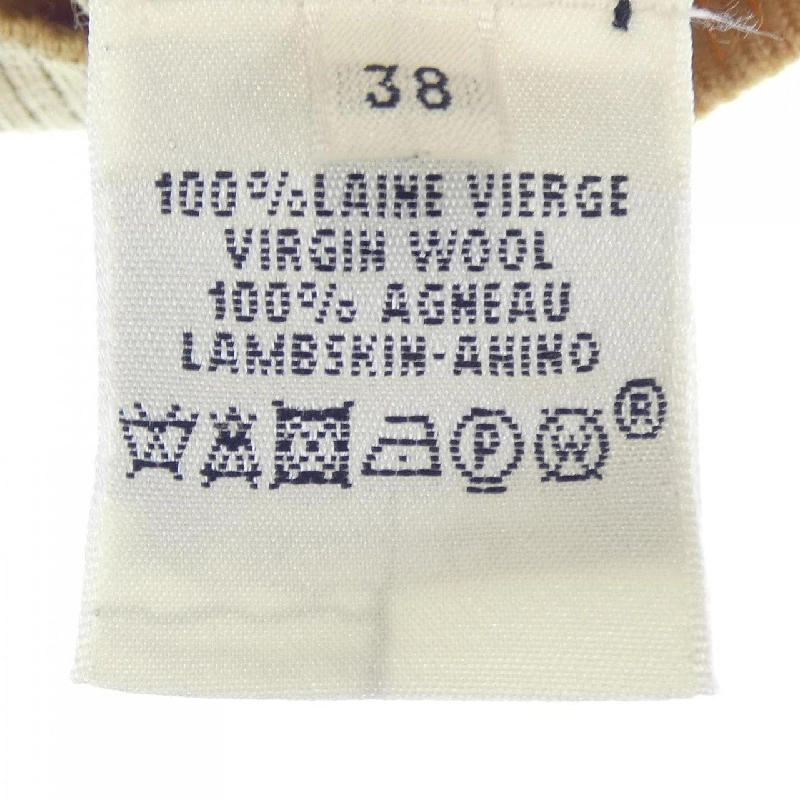 38
100% LAINE VIERGE
VIRGIN WOOL
100% AGNEAU
LAMBSKIN-ANINO
P W ®